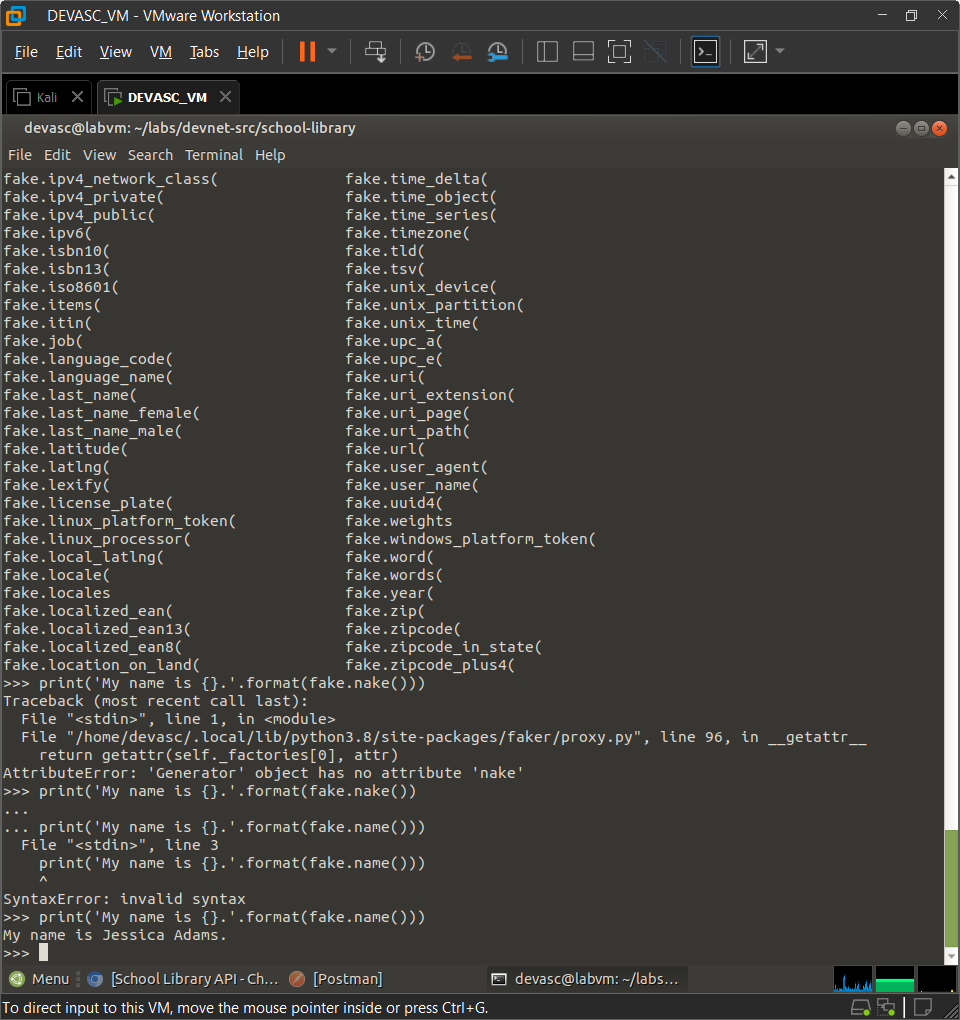 DEVASC_VM - VMware Workstation
File Edit View VM Tabs Help
Kali DEVASC_VM
devasc@labvm: ~/labs/devnet-src/school-library
File Edit View Search Terminal Help
fake.ipv4_network_class( fake.time_delta(
fake.ipv4_private( fake.time_object(
fake.ipv4_public( fake.time_series(
fake.ipv6( fake.timezone(
fake.isbn10( fake.tld(
fake.isbn13( fake.tsv(
fake.iso8601( fake.unix_device(
fake.items( fake.unix_partition(
fake.itin( fake.unix_time(
fake.job( fake.upc_a(
fake.language_code( fake.upc_e(
fake.language_name( fake.uri(
fake.last_name( fake.uri_extension(
fake.last_name_female( fake.uri_page(
fake.last_name_male( fake.uri_path(
fake.latitude( fake.url(
fake.latlng( fake.user_agent(
fake.lexify( fake.user_name(
fake.license_plate( fake.uuid4(
fake.linux_platform_token( fake.weights
fake.linux_processor( fake.windows_platform_token(
fake.local_latlng( fake.word(
fake.locale( fake.words(
fake.locales fake.year(
fake.localized_ean( fake.zip(
fake.localized_ean13( fake.zipcode(
fake.localized_ean8( fake.zipcode_in_state(
fake.location_on_land( fake.zipcode_plus4(
>>> print('My name is {}.'.format(fake.nake()))
Traceback (most recent call last):
  File "<stdin>", line 1, in <module>
  File "/home/devasc/.local/lib/python3.8/site-packages/faker/proxy.py", line 96, in __getattr__
    return getattr(self._factories[0], attr)
AttributeError: 'Generator' object has no attribute 'nake'
>>> print('My name is {}.'.format(fake.nake())
...
... print('My name is {}.'.format(fake.name()))
  File "<stdin>", line 3
    print('My name is {}.'.format(fake.name()))
    ^
SyntaxError: invalid syntax
>>> print('My name is {}.'.format(fake.name()))
My name is Jessica Adams.
>>>
Menu [School Library API - Ch... [Postman] devasc@labvm: ~/labs...
To direct input to this VM, move the mouse pointer inside or press Ctrl+G.